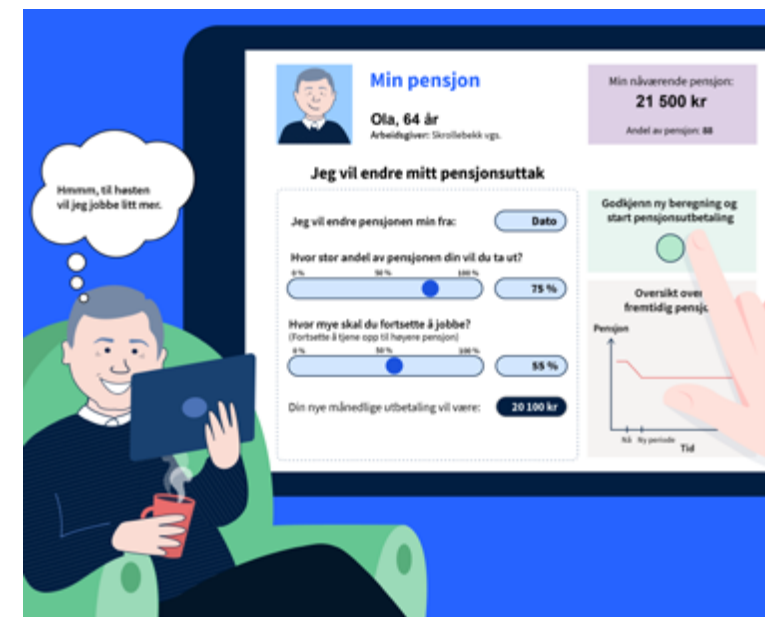 Hmmm, til høsten
vil jeg jobbe litt mer.
Min pensjon
Ola, 64 år
Arbeidsgiver: Skrollebekk vgs.
Min nåværende pensjon:
21 500 kr
Andel av pensjon: 88
Jeg vil endre mitt pensjonsuttak
Jeg vil endre pensjonen min fra:
Dato
Hvor stor andel av pensjonen din vil du ta ut?
0 %
50 %
100 %
75 %
Hvor mye skal du fortsette å jobbe?
(Fortsette å tjene opp til høyere pensjon)
0 %
50 %
100 %
55 %
Din nye månedlige utbetaling vil være:
20 100 kr
Godkjenn ny beregning og
start pensjonsutbetaling
Oversikt over
fremtidig pensjo
Pensjon
Nå
Ny periode
Tid